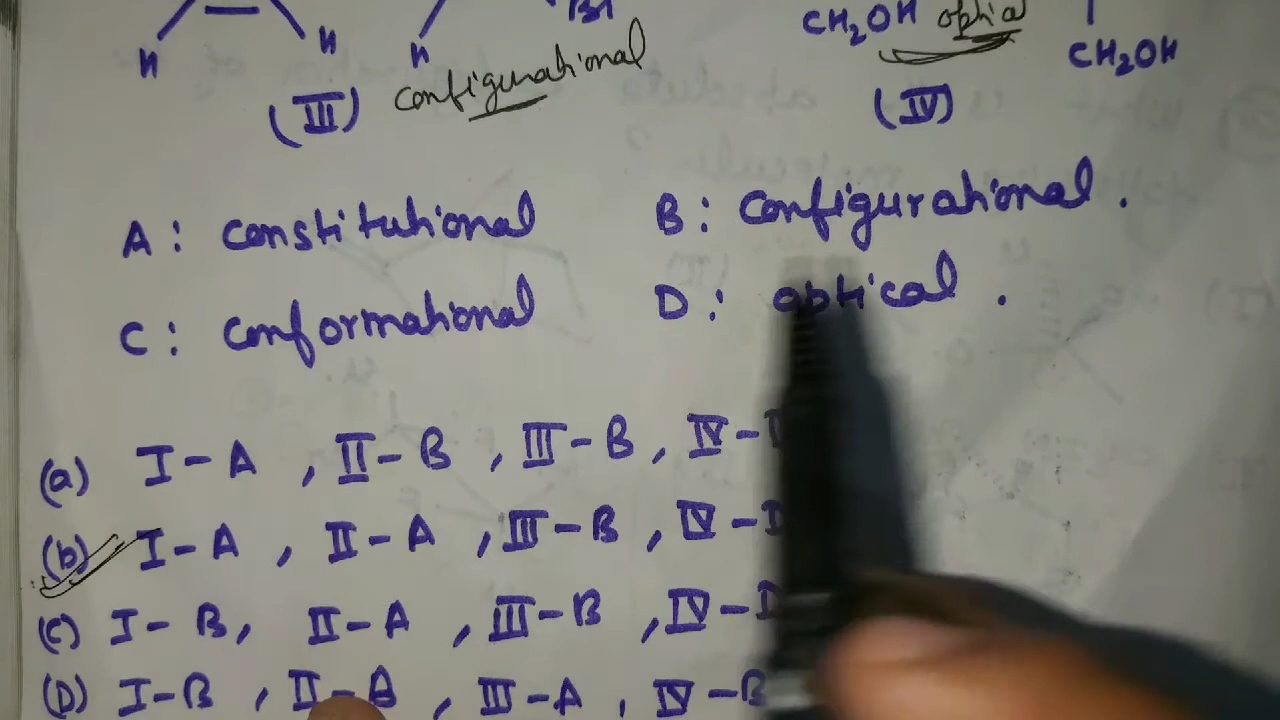 H H H Br CH₂OH optical CH₂OH
(III) configurational (IV)
A: constitutional B: configurational.
C: conformational D: optical.
(a) I-A, II-B, III-B, IV-
(b) I-A, II-A, III-B, IV-D
(C) I-B, II-A, III-B, IV-D
(D) I-B, II-A, III-A, IV-B